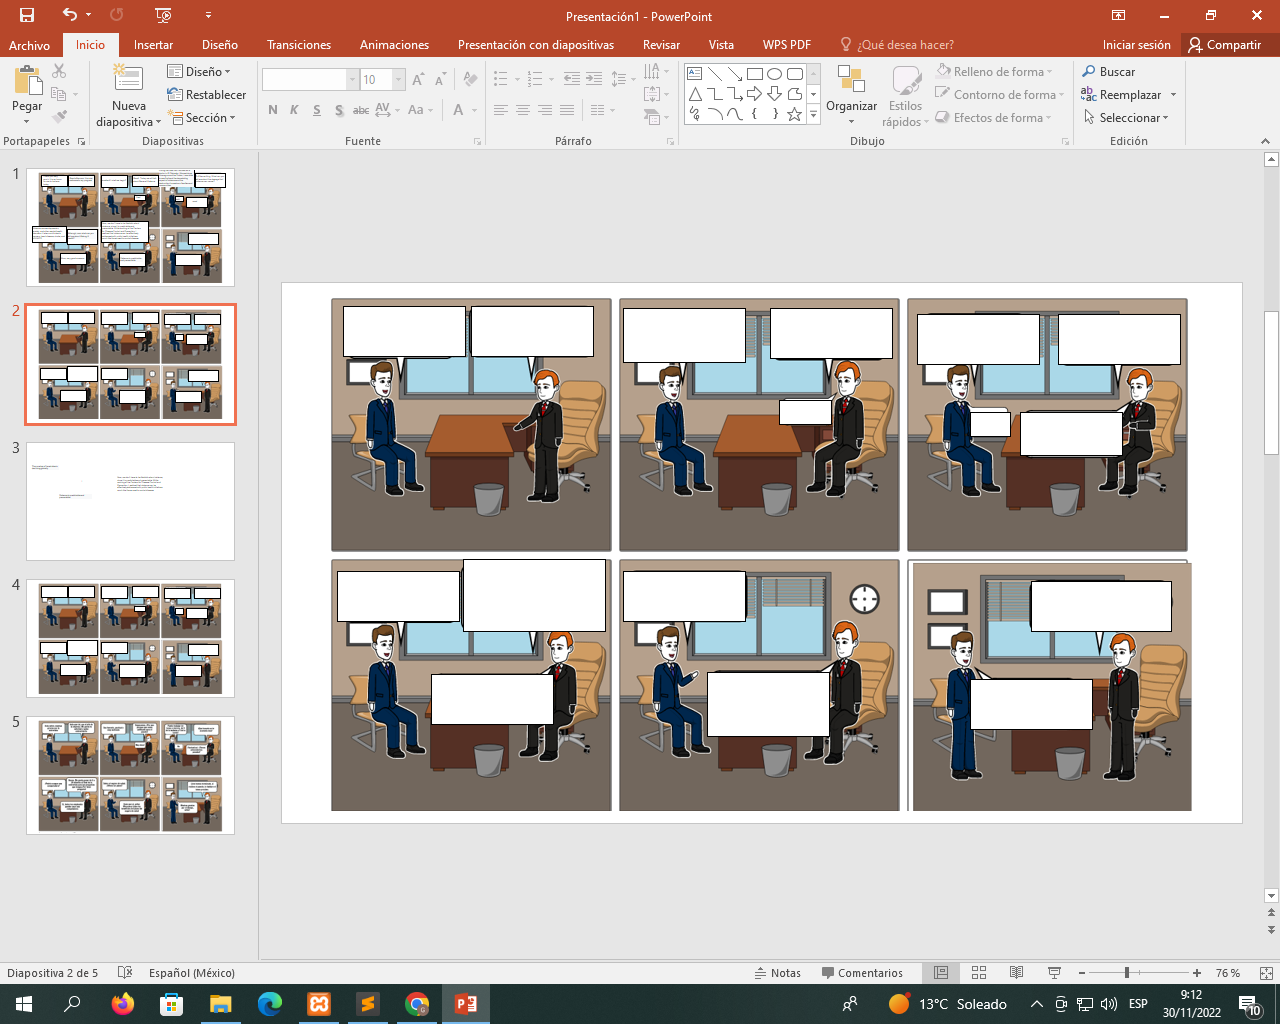 Presentación1 - PowerPoint
Archivo Inicio Insertar Diseño Transiciones Animaciones Presentación con diapositivas Revisar Vista WPS PDF ¿Qué desea hacer? Iniciar sesión Compartir
Pegar
Nueva diapositiva
Diseño
Restablecer
Sección
10
N K S S abc AV Aa A
Organizar
Estilos rápidos
Relleno de forma
Contorno de forma
Efectos de forma
Buscar
Reemplazar
Seleccionar
Portapapeles Diapositivas Fuente Párrafo Dibujo Edición
1
2
3
4
5
Diapositiva 2 de 5 Español (México) Notas Comentarios 76 %
13°C Soleado ESP 9:12
30/11/2022
10